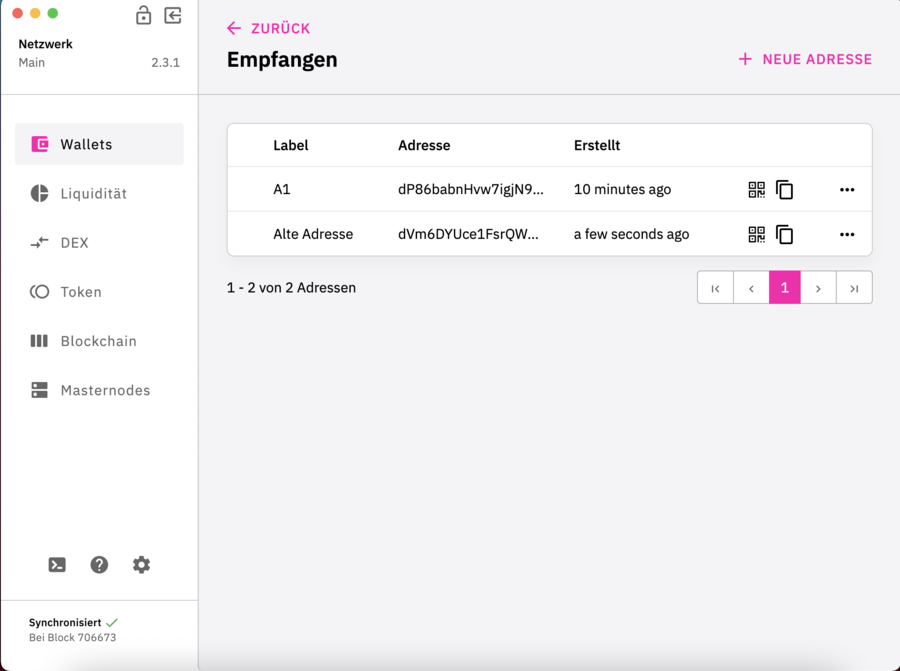 Netzwerk
Main 2.3.1
Wallets
Liquidität
DEX
Token
Blockchain
Masternodes
Synchronisiert
Bei Block 706673
ZURÜCK
Empfangen
NEUE ADRESSE
Label Adresse Erstellt
A1 dP86babnHvw7igjN9... 10 minutes ago
Alte Adresse dVm6DYUce1FsrQW... a few seconds ago
1 - 2 von 2 Adressen
1